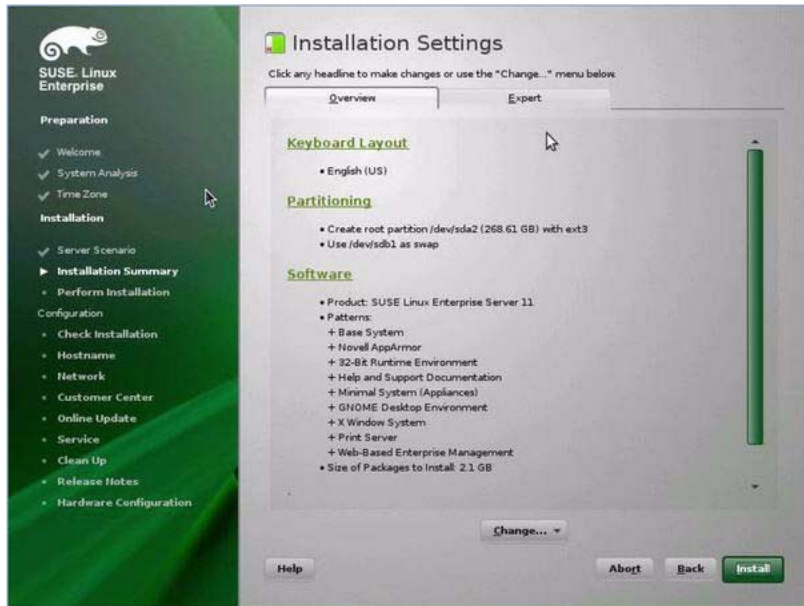 SUSE. Linux
Enterprise
Preparation
Welcome
System Analysis
Time Zone
Installation
Server Scenario
Installation Summary
Perform Installation
Configuration
Check Installation
Hostname
Network
Customer Center
Online Update
Service
Clean Up
Release Notes
Hardware Configuration
Installation Settings
Click any headline to make changes or use the "Change..." menu below.
Overview
Expert
Keyboard Layout
• English (US)
Partitioning
• Create root partition /dev/sda2 (268.61 GB) with ext3
• Use /dev/sdb1 as swap
Software
• Product: SUSE Linux Enterprise Server 11
• Patterns:
+ Base System
+ Novell AppArmor
+ 32-Bit Runtime Environment
+ Help and Support Documentation
+ Minimal System (Appliances)
+ GNOME Desktop Environment
+ X Window System
+ Print Server
+ Web-Based Enterprise Management
• Size of Packages to Install: 2.1 GB
Change...
Help
Abort
Back
Install